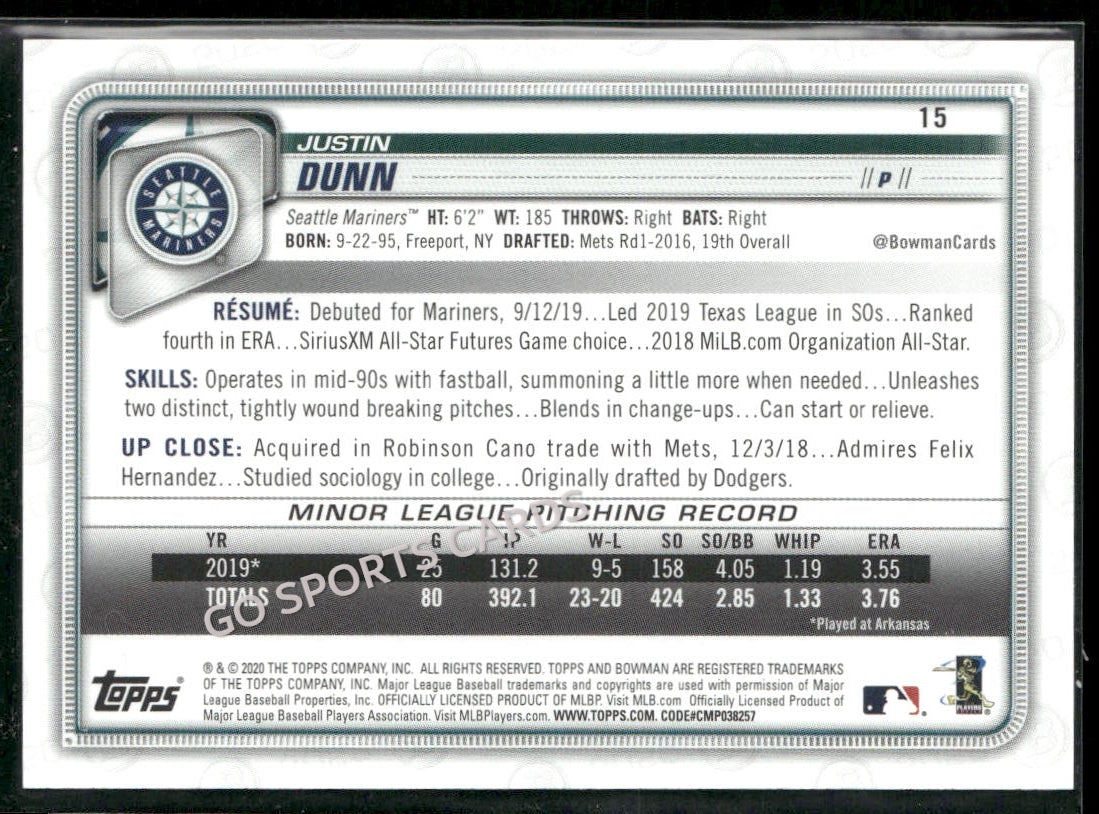 15
JUSTIN
DUNN
// P //
SEATTLE
MARINERS
®
Seattle Mariners™ HT: 6'2" WT: 185 THROWS: Right BATS: Right
BORN: 9-22-95, Freeport, NY DRAFTED: Mets Rd1-2016, 19th Overall @BowmanCards
RÉSUMÉ: Debuted for Mariners, 9/12/19...Led 2019 Texas League in SOs...Ranked
fourth in ERA...SiriusXM All-Star Futures Game choice...2018 MiLB.com Organization All-Star.
SKILLS: Operates in mid-90s with fastball, summoning a little more when needed...Unleashes
two distinct, tightly wound breaking pitches...Blends in change-ups...Can start or relieve.
UP CLOSE: Acquired in Robinson Cano trade with Mets, 12/3/18...Admires Felix
Hernandez...Studied sociology in college...Originally drafted by Dodgers.
MINOR LEAGUE PITCHING RECORD
YR G IP W-L SO SO/BB WHIP ERA
2019* 25 131.2 9-5 158 4.05 1.19 3.55
TOTALS 80 392.1 23-20 424 2.85 1.33 3.76
*Played at Arkansas
GO SPORTS CARDS
topps®
® & © 2020 THE TOPPS COMPANY, INC. ALL RIGHTS RESERVED. TOPPS AND BOWMAN ARE REGISTERED TRADEMARKS
OF THE TOPPS COMPANY, INC. Major League Baseball trademarks and copyrights are used with permission of Major
League Baseball Properties, Inc. OFFICIALLY LICENSED PRODUCT OF MLBP. Visit MLB.com Officially Licensed Product of
Major League Baseball Players Association. Visit MLBPlayers.com. WWW.TOPPS.COM. CODE#CMP038257